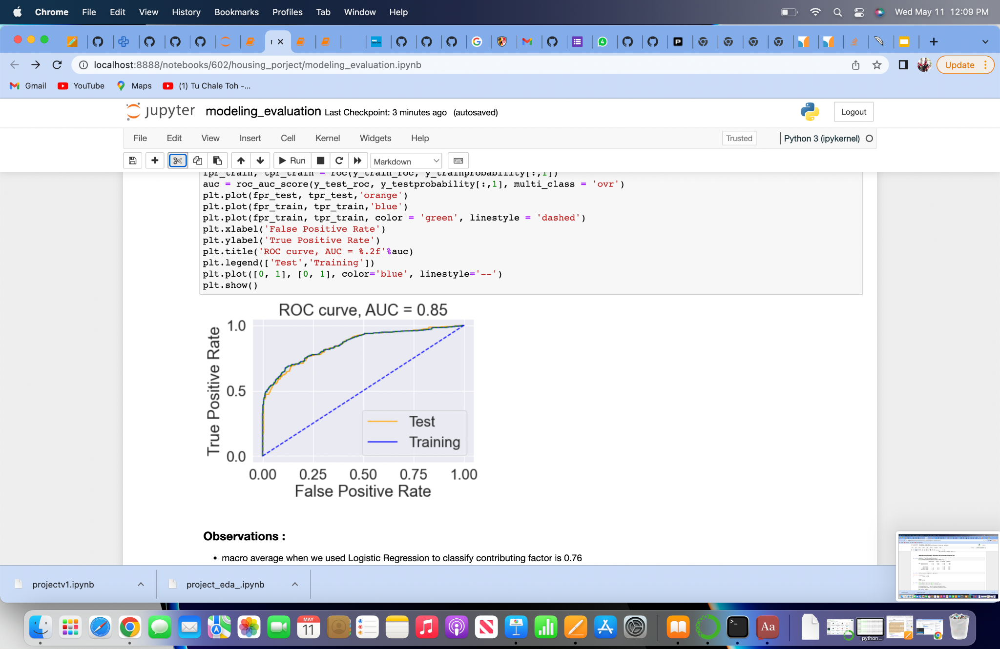 Chrome File Edit View History Bookmarks Profiles Tab Window Help Wed May 11 12:09 PM
localhost:8888/notebooks/602/housing_porject/modeling_evaluation.ipynb Update
Gmail YouTube Maps (1) Tu Chale Toh -...
jupyter modeling_evaluation Last Checkpoint: 3 minutes ago (autosaved) Logout
File Edit View Insert Cell Kernel Widgets Help Trusted Python 3 (ipykernel)
Run Markdown
fpr_train, tpr_train = roc(y_train_roc, y_trainprobability[:,1])
auc = roc_auc_score(y_test_roc, y_testprobability[:,1], multi_class = 'ovr')
plt.plot(fpr_test, tpr_test,'orange')
plt.plot(fpr_train, tpr_train,'blue')
plt.plot(fpr_train, tpr_train, color = 'green', linestyle = 'dashed')
plt.xlabel('False Positive Rate')
plt.ylabel('True Positive Rate')
plt.title('ROC curve, AUC = %.2f'%auc)
plt.legend(['Test','Training'])
plt.plot([0, 1], [0, 1], color='blue', linestyle='--')
plt.show()
ROC curve, AUC = 0.85
True Positive Rate
1.0
0.5
0.0
Test
Training
0.00 0.25 0.50 0.75 1.00
False Positive Rate
Observations :
• macro average when we used Logistic Regression to classify contributing factor is 0.76
projectv1.ipynb project_eda_.ipynb
MAY
11
Aa
python...